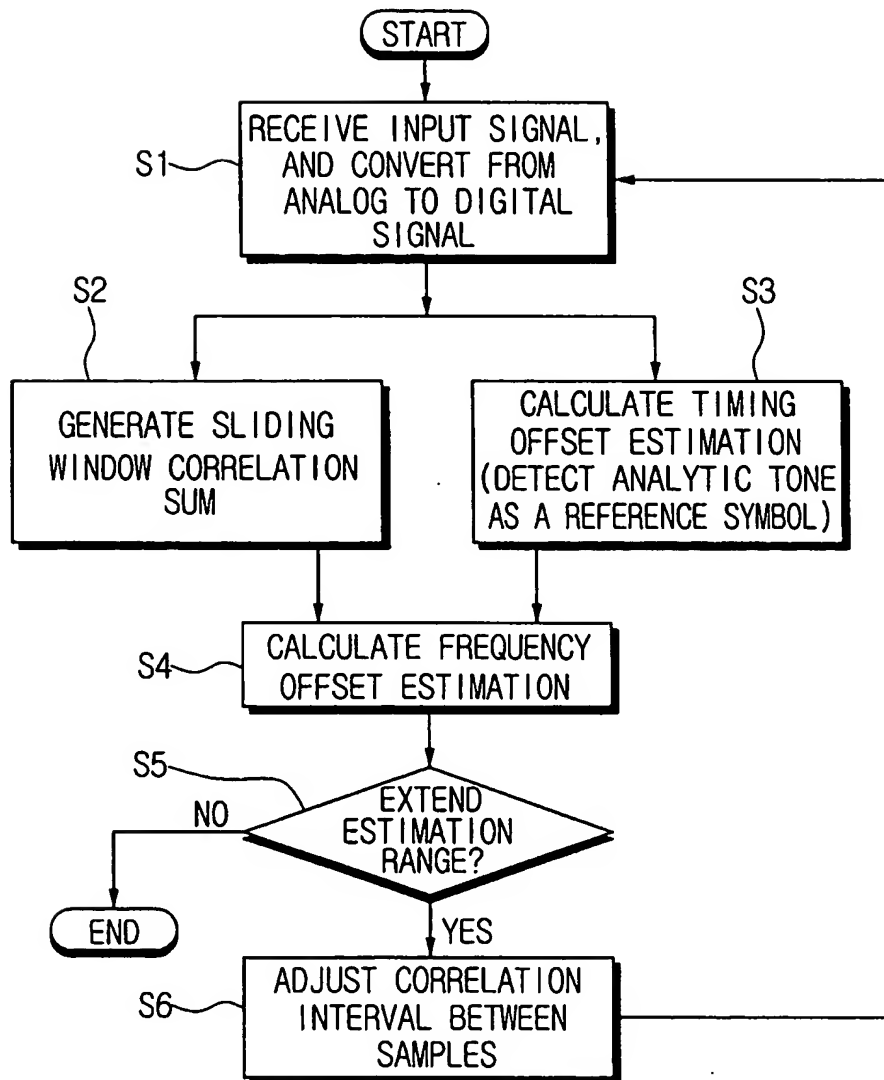 START
S1
RECEIVE INPUT SIGNAL,
AND CONVERT FROM
ANALOG TO DIGITAL
SIGNAL
S2
S3
GENERATE SLIDING
WINDOW CORRELATION
SUM
CALCULATE TIMING
OFFSET ESTIMATION
(DETECT ANALYTIC TONE
AS A REFERENCE SYMBOL)
S4
CALCULATE FREQUENCY
OFFSET ESTIMATION
S5
NO
EXTEND
ESTIMATION
RANGE?
END
YES
S6
ADJUST CORRELATION
INTERVAL BETWEEN
SAMPLES